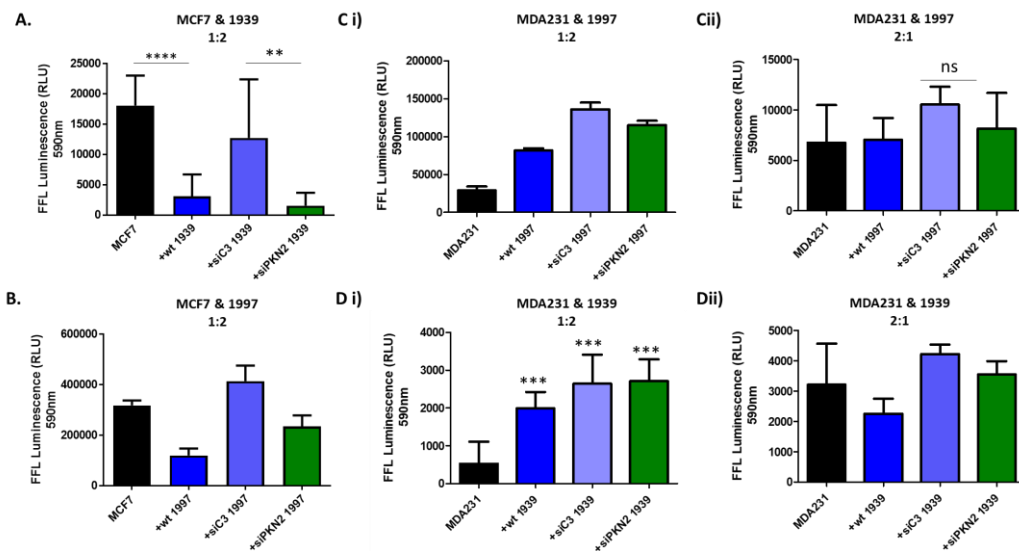 A.
MCF7 & 1939
1:2
FFL Luminescence (RLU)
590nm
25000
20000
15000
10000
5000
0
****
**
MCF7
+wt 1939
+siC3 1939
+siPKN2 1939
C i)
MDA231 & 1997
1:2
FFL Luminescence (RLU)
590nm
200000
150000
100000
50000
0
MDA231
+wt 1997
+siC3 1997
+siPKN2 1997
Cii)
MDA231 & 1997
2:1
FFL Luminescence (RLU)
590nm
15000
10000
5000
0
ns
MDA231
+wt 1997
+siC3 1997
+siPKN2 1997
B.
MCF7 & 1997
1:2
FFL Luminescence (RLU)
590nm
600000
400000
200000
0
MCF7
+wt 1997
+siC3 1997
+siPKN2 1997
D i)
MDA231 & 1939
1:2
FFL Luminescence (RLU)
590nm
4000
3000
2000
1000
0
***
***
***
MDA231
+wt 1939
+siC3 1939
+siPKN2 1939
Dii)
MDA231 & 1939
2:1
FFL Luminescence (RLU)
590nm
5000
4000
3000
2000
1000
0
MDA231
+wt 1939
+siC3 1939
+siPKN2 1939